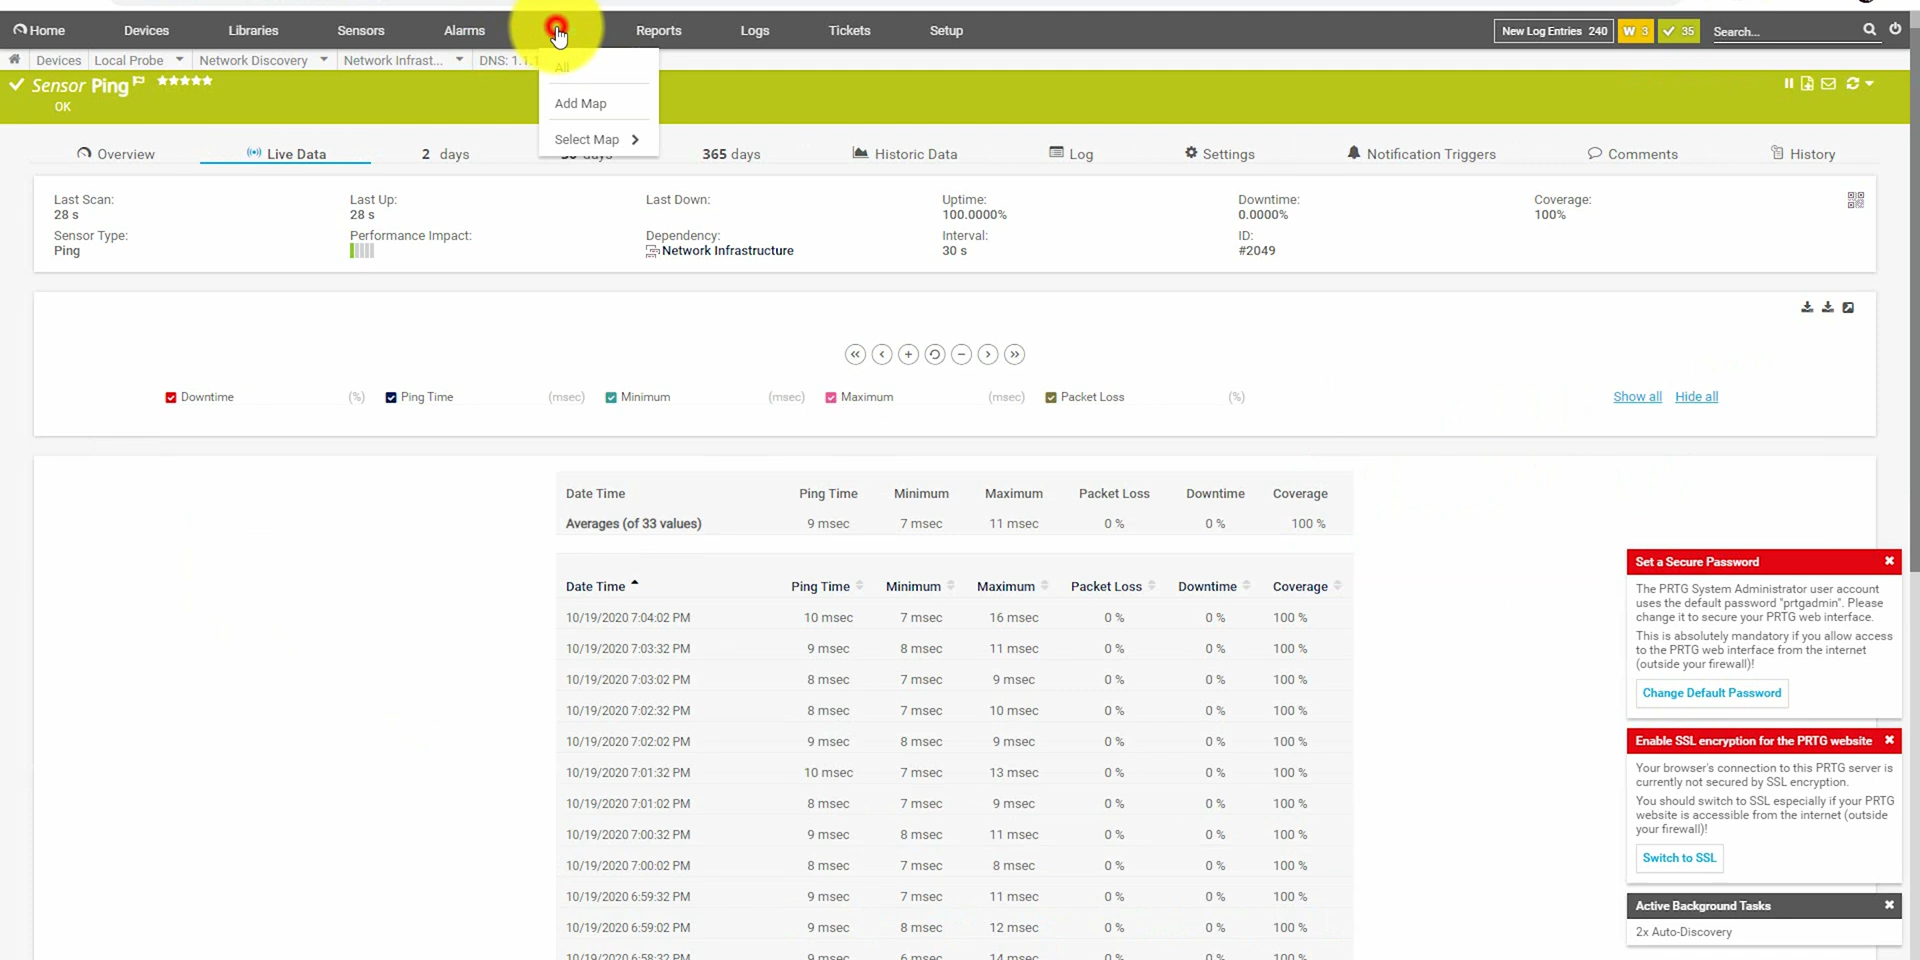 Home Devices Libraries Sensors Alarms Reports Logs Tickets Setup New Log Entries 240 W 3 35 Search...
Devices Local Probe Network Discovery Network Infrast... DNS: 1.1.1
All
Add Map
Select Map
Sensor Ping
OK
Overview Live Data 2 days 30 days 365 days Historic Data Log Settings Notification Triggers Comments History
Last Scan: Last Up: Last Down: Uptime: Downtime: Coverage:
28 s 28 s 100.0000% 0.0000% 100%
Sensor Type: Performance Impact: Dependency: Interval: ID:
Ping Network Infrastructure 30 s #2049
Downtime (%) Ping Time (msec) Minimum (msec) Maximum (msec) Packet Loss (%) Show all Hide all
Date Time Ping Time Minimum Maximum Packet Loss Downtime Coverage
Averages (of 33 values) 9 msec 7 msec 11 msec 0 % 0 % 100 %
Date Time Ping Time Minimum Maximum Packet Loss Downtime Coverage
10/19/2020 7:04:02 PM 10 msec 7 msec 16 msec 0 % 0 % 100 %
10/19/2020 7:03:32 PM 9 msec 8 msec 11 msec 0 % 0 % 100 %
10/19/2020 7:03:02 PM 8 msec 7 msec 9 msec 0 % 0 % 100 %
10/19/2020 7:02:32 PM 8 msec 7 msec 10 msec 0 % 0 % 100 %
10/19/2020 7:02:02 PM 9 msec 8 msec 9 msec 0 % 0 % 100 %
10/19/2020 7:01:32 PM 10 msec 7 msec 13 msec 0 % 0 % 100 %
10/19/2020 7:01:02 PM 8 msec 7 msec 9 msec 0 % 0 % 100 %
10/19/2020 7:00:32 PM 9 msec 8 msec 11 msec 0 % 0 % 100 %
10/19/2020 7:00:02 PM 8 msec 7 msec 8 msec 0 % 0 % 100 %
10/19/2020 6:59:32 PM 9 msec 7 msec 11 msec 0 % 0 % 100 %
10/19/2020 6:59:02 PM 9 msec 8 msec 12 msec 0 % 0 % 100 %
10/19/2020 6:58:32 PM 9 msec 6 msec 14 msec 0 % 0 % 100 %
Set a Secure Password
The PRTG System Administrator user account
uses the default password "prtgadmin". Please
change it to secure your PRTG web interface.
This is absolutely mandatory if you allow access
to the PRTG web interface from the internet
(outside your firewall)!
Change Default Password
Enable SSL encryption for the PRTG website
Your browser's connection to this PRTG server is
currently not secured by SSL encryption.
You should switch to SSL especially if your PRTG
website is accessible from the internet (outside
your firewall)!
Switch to SSL
Active Background Tasks
2x Auto-Discovery